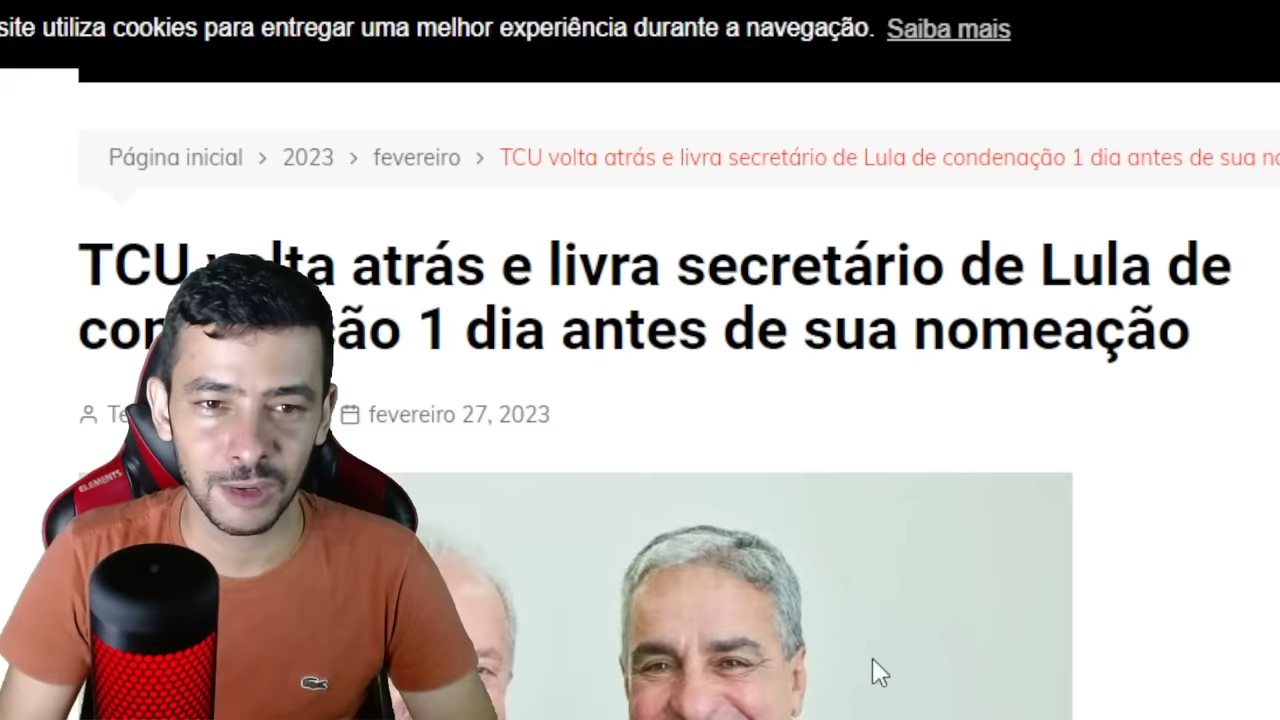 site utiliza cookies para entregar uma melhor experiência durante a navegação. Saiba mais
Página inicial > 2023 > fevereiro > TCU volta atrás e livra secretário de Lula de condenação 1 dia antes de sua
TCU volta atrás e livra secretário de Lula de
condenação 1 dia antes de sua nomeação
fevereiro 27, 2023
ELEMENTS